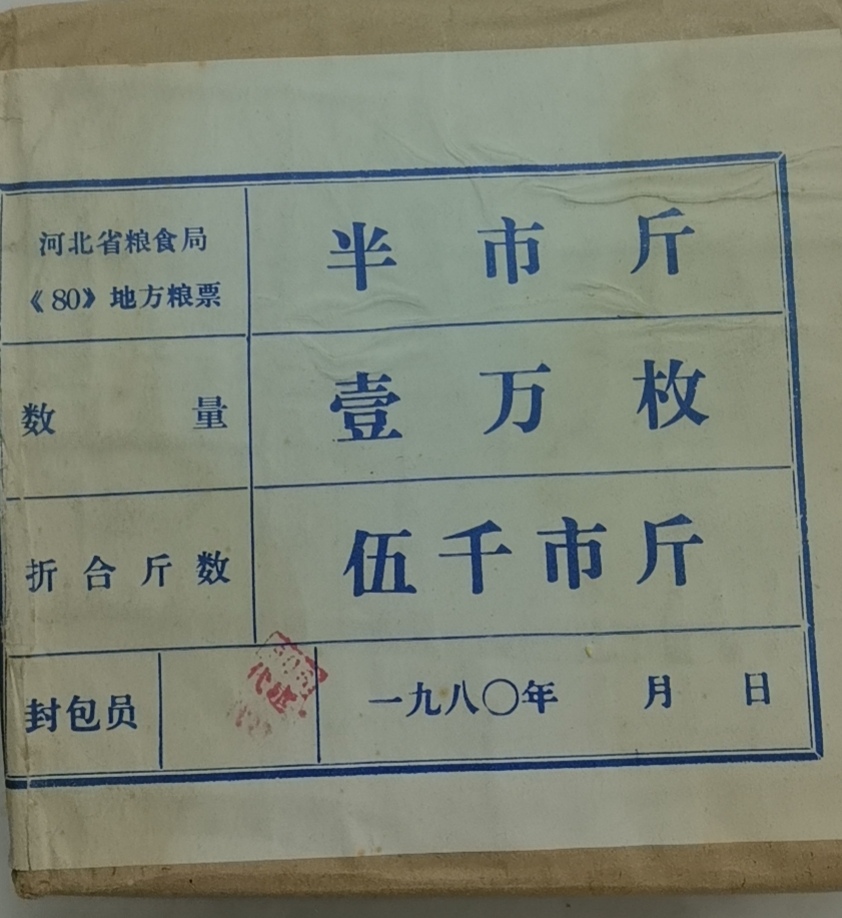 河北省粮食局
《80》地方粮票
半市斤
数量
壹万枚
折合斤数
伍千市斤
封包员
一九八〇年 月 日